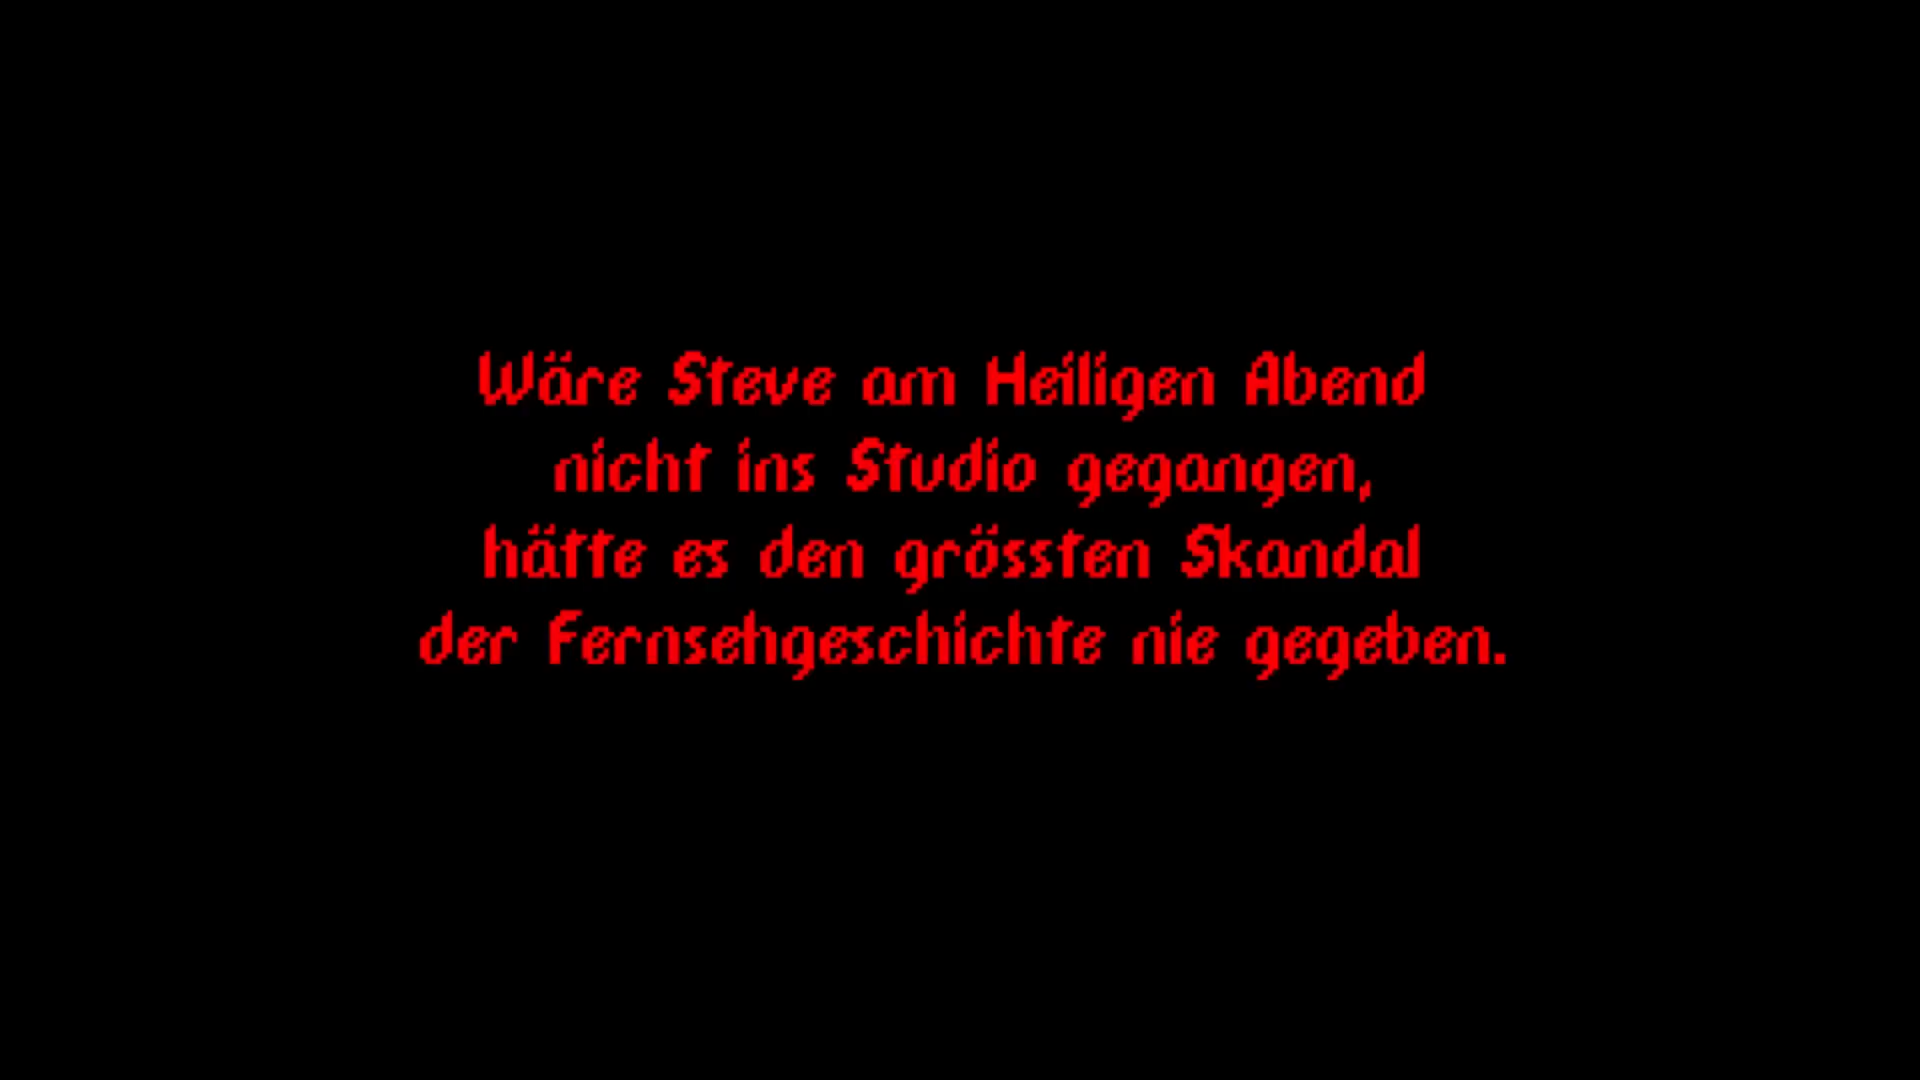 Wäre Steve am Heiligen Abend
nicht ins Studio gegangen,
hätte es den grössten Skandal
der Fernsehgeschichte nie gegeben.